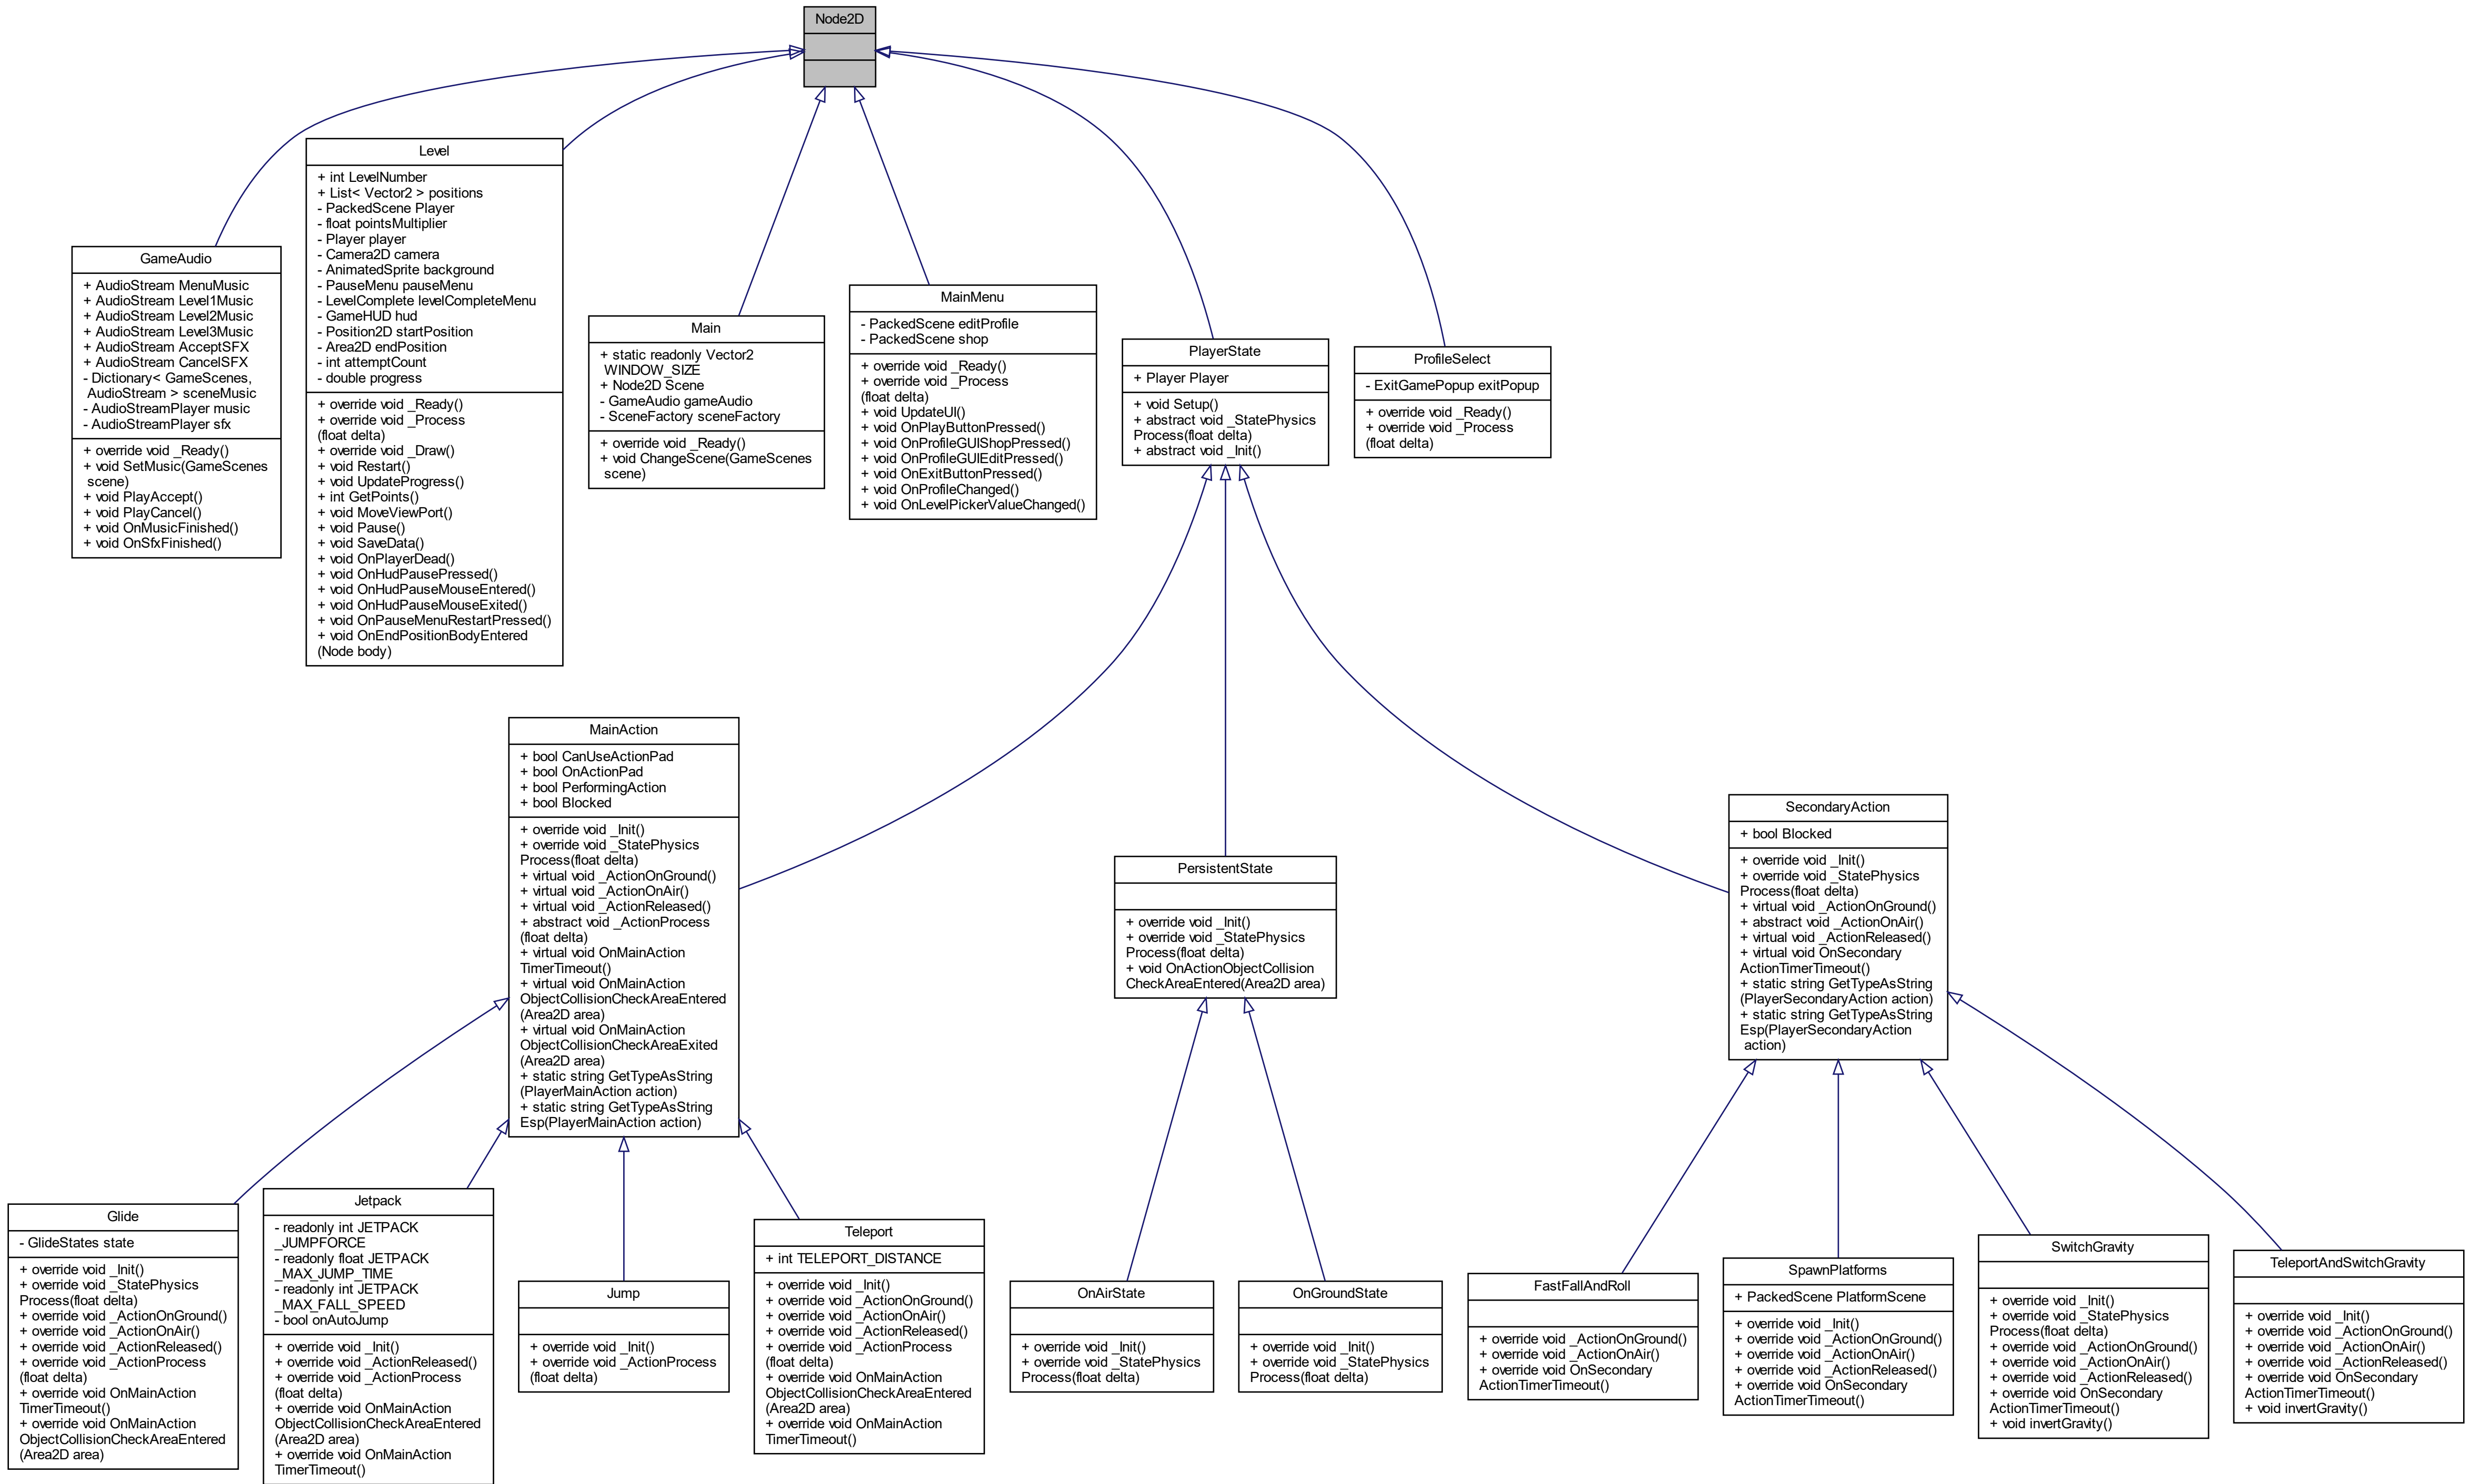 Node2D
GameAudio
+ AudioStream MenuMusic
+ AudioStream Level1Music
+ AudioStream Level2Music
+ AudioStream Level3Music
+ AudioStream AcceptSFX
+ AudioStream CancelSFX
- Dictionary< GameScenes,
AudioStream > sceneMusic
- AudioStreamPlayer music
- AudioStreamPlayer sfx
+ override void _Ready()
+ void SetMusic(GameScenes
scene)
+ void PlayAccept()
+ void PlayCancel()
+ void OnMusicFinished()
+ void OnSfxFinished()
Level
+ int LevelNumber
+ List< Vector2 > positions
- PackedScene Player
- float pointsMultiplier
- Player player
- Camera2D camera
- AnimatedSprite background
- PauseMenu pauseMenu
- LevelComplete levelCompleteMenu
- GameHUD hud
- Position2D startPosition
- Area2D endPosition
- int attemptCount
- double progress
+ override void _Ready()
+ override void _Process
(float delta)
+ override void _Draw()
+ void Restart()
+ void UpdateProgress()
+ int GetPoints()
+ void MoveViewPort()
+ void Pause()
+ void SaveData()
+ void OnPlayerDead()
+ void OnHudPausePressed()
+ void OnHudPauseMouseEntered()
+ void OnHudPauseMouseExited()
+ void OnPauseMenuRestartPressed()
+ void OnEndPositionBodyEntered
(Node body)
Main
+ static readonly Vector2
WINDOW_SIZE
+ Node2D Scene
- GameAudio gameAudio
- SceneFactory sceneFactory
+ override void _Ready()
+ void ChangeScene(GameScenes
scene)
MainMenu
- PackedScene editProfile
- PackedScene shop
+ override void _Ready()
+ override void _Process
(float delta)
+ void UpdateUI()
+ void OnPlayButtonPressed()
+ void OnProfileGUIShopPressed()
+ void OnProfileGUIEditPressed()
+ void OnExitButtonPressed()
+ void OnProfileChanged()
+ void OnLevelPickerValueChanged()
PlayerState
+ Player Player
+ void Setup()
+ abstract void _StatePhysics
Process(float delta)
+ abstract void _Init()
ProfileSelect
- ExitGamePopup exitPopup
+ override void _Ready()
+ override void _Process
(float delta)
MainAction
+ bool CanUseActionPad
+ bool OnActionPad
+ bool PerformingAction
+ bool Blocked
+ override void _Init()
+ override void _StatePhysics
Process(float delta)
+ virtual void _ActionOnGround()
+ virtual void _ActionOnAir()
+ virtual void _ActionReleased()
+ abstract void _ActionProcess
(float delta)
+ virtual void OnMainAction
TimerTimeout()
+ virtual void OnMainAction
ObjectCollisionCheckAreaEntered
(Area2D area)
+ virtual void OnMainAction
ObjectCollisionCheckAreaExited
(Area2D area)
+ static string GetTypeAsString
(PlayerMainAction action)
+ static string GetTypeAsString
Esp(PlayerMainAction action)
PersistentState
+ override void _Init()
+ override void _StatePhysics
Process(float delta)
+ void OnActionObjectCollision
CheckAreaEntered(Area2D area)
SecondaryAction
+ bool Blocked
+ override void _Init()
+ override void _StatePhysics
Process(float delta)
+ virtual void _ActionOnGround()
+ abstract void _ActionOnAir()
+ virtual void _ActionReleased()
+ virtual void OnSecondary
ActionTimerTimeout()
+ static string GetTypeAsString
(PlayerSecondaryAction action)
+ static string GetTypeAsString
Esp(PlayerSecondaryAction
action)
Glide
- GlideStates state
+ override void _Init()
+ override void _StatePhysics
Process(float delta)
+ override void _ActionOnGround()
+ override void _ActionOnAir()
+ override void _ActionReleased()
+ override void _ActionProcess
(float delta)
+ override void OnMainAction
TimerTimeout()
+ override void OnMainAction
ObjectCollisionCheckAreaEntered
(Area2D area)
Jetpack
- readonly int JETPACK
_JUMPFORCE
- readonly float JETPACK
_MAX_JUMP_TIME
- readonly int JETPACK
_MAX_FALL_SPEED
- bool onAutoJump
+ override void _Init()
+ override void _ActionReleased()
+ override void _ActionProcess
(float delta)
+ override void OnMainAction
ObjectCollisionCheckAreaEntered
(Area2D area)
+ override void OnMainAction
TimerTimeout()
Jump
+ override void _Init()
+ override void _ActionProcess
(float delta)
Teleport
+ int TELEPORT_DISTANCE
+ override void _Init()
+ override void _ActionOnGround()
+ override void _ActionOnAir()
+ override void _ActionReleased()
+ override void _ActionProcess
(float delta)
+ override void OnMainAction
ObjectCollisionCheckAreaEntered
(Area2D area)
+ override void OnMainAction
TimerTimeout()
OnAirState
+ override void _Init()
+ override void _StatePhysics
Process(float delta)
OnGroundState
+ override void _Init()
+ override void _StatePhysics
Process(float delta)
FastFallAndRoll
+ override void _ActionOnGround()
+ override void _ActionOnAir()
+ override void OnSecondary
ActionTimerTimeout()
SpawnPlatforms
+ PackedScene PlatformScene
+ override void _Init()
+ override void _ActionOnGround()
+ override void _ActionOnAir()
+ override void _ActionReleased()
+ override void OnSecondary
ActionTimerTimeout()
SwitchGravity
+ override void _Init()
+ override void _StatePhysics
Process(float delta)
+ override void _ActionOnGround()
+ override void _ActionOnAir()
+ override void _ActionReleased()
+ override void OnSecondary
ActionTimerTimeout()
+ void invertGravity()
TeleportAndSwitchGravity
+ override void _Init()
+ override void _ActionOnGround()
+ override void _ActionOnAir()
+ override void _ActionReleased()
+ override void OnSecondary
ActionTimerTimeout()
+ void invertGravity()